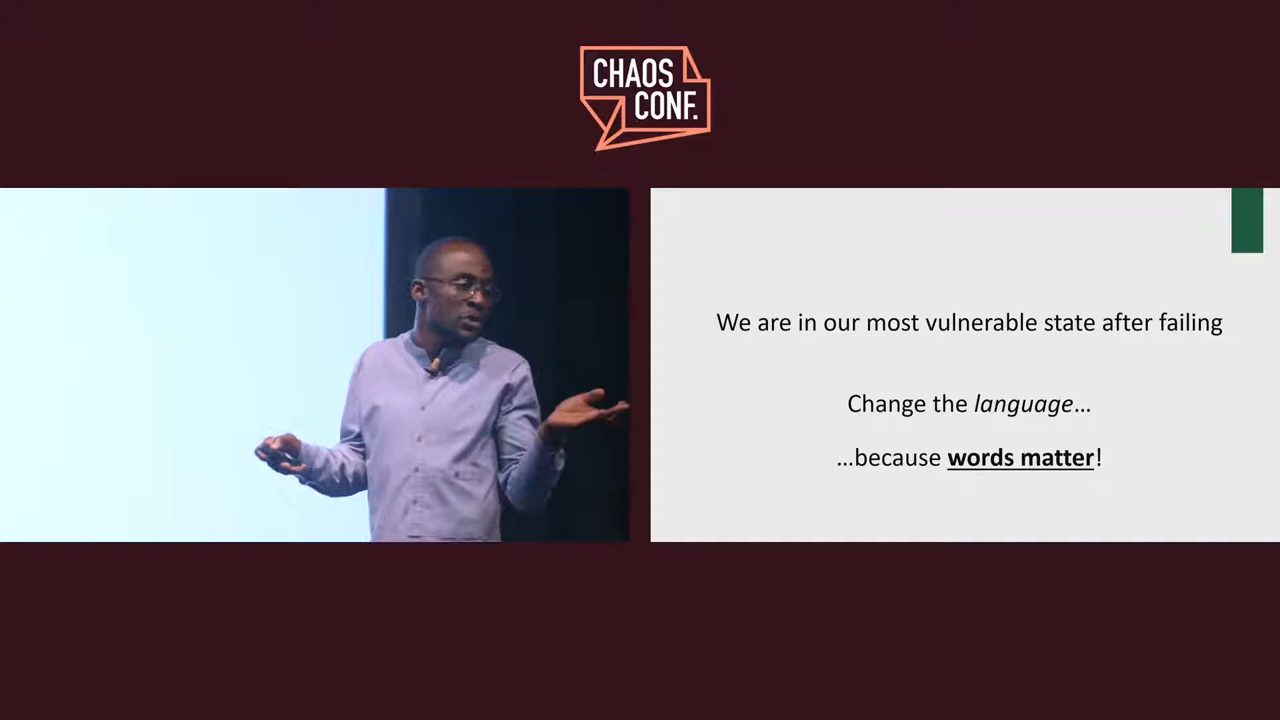 CHAOS
CONF.
We are in our most vulnerable state after failing
Change the language…
…because words matter!